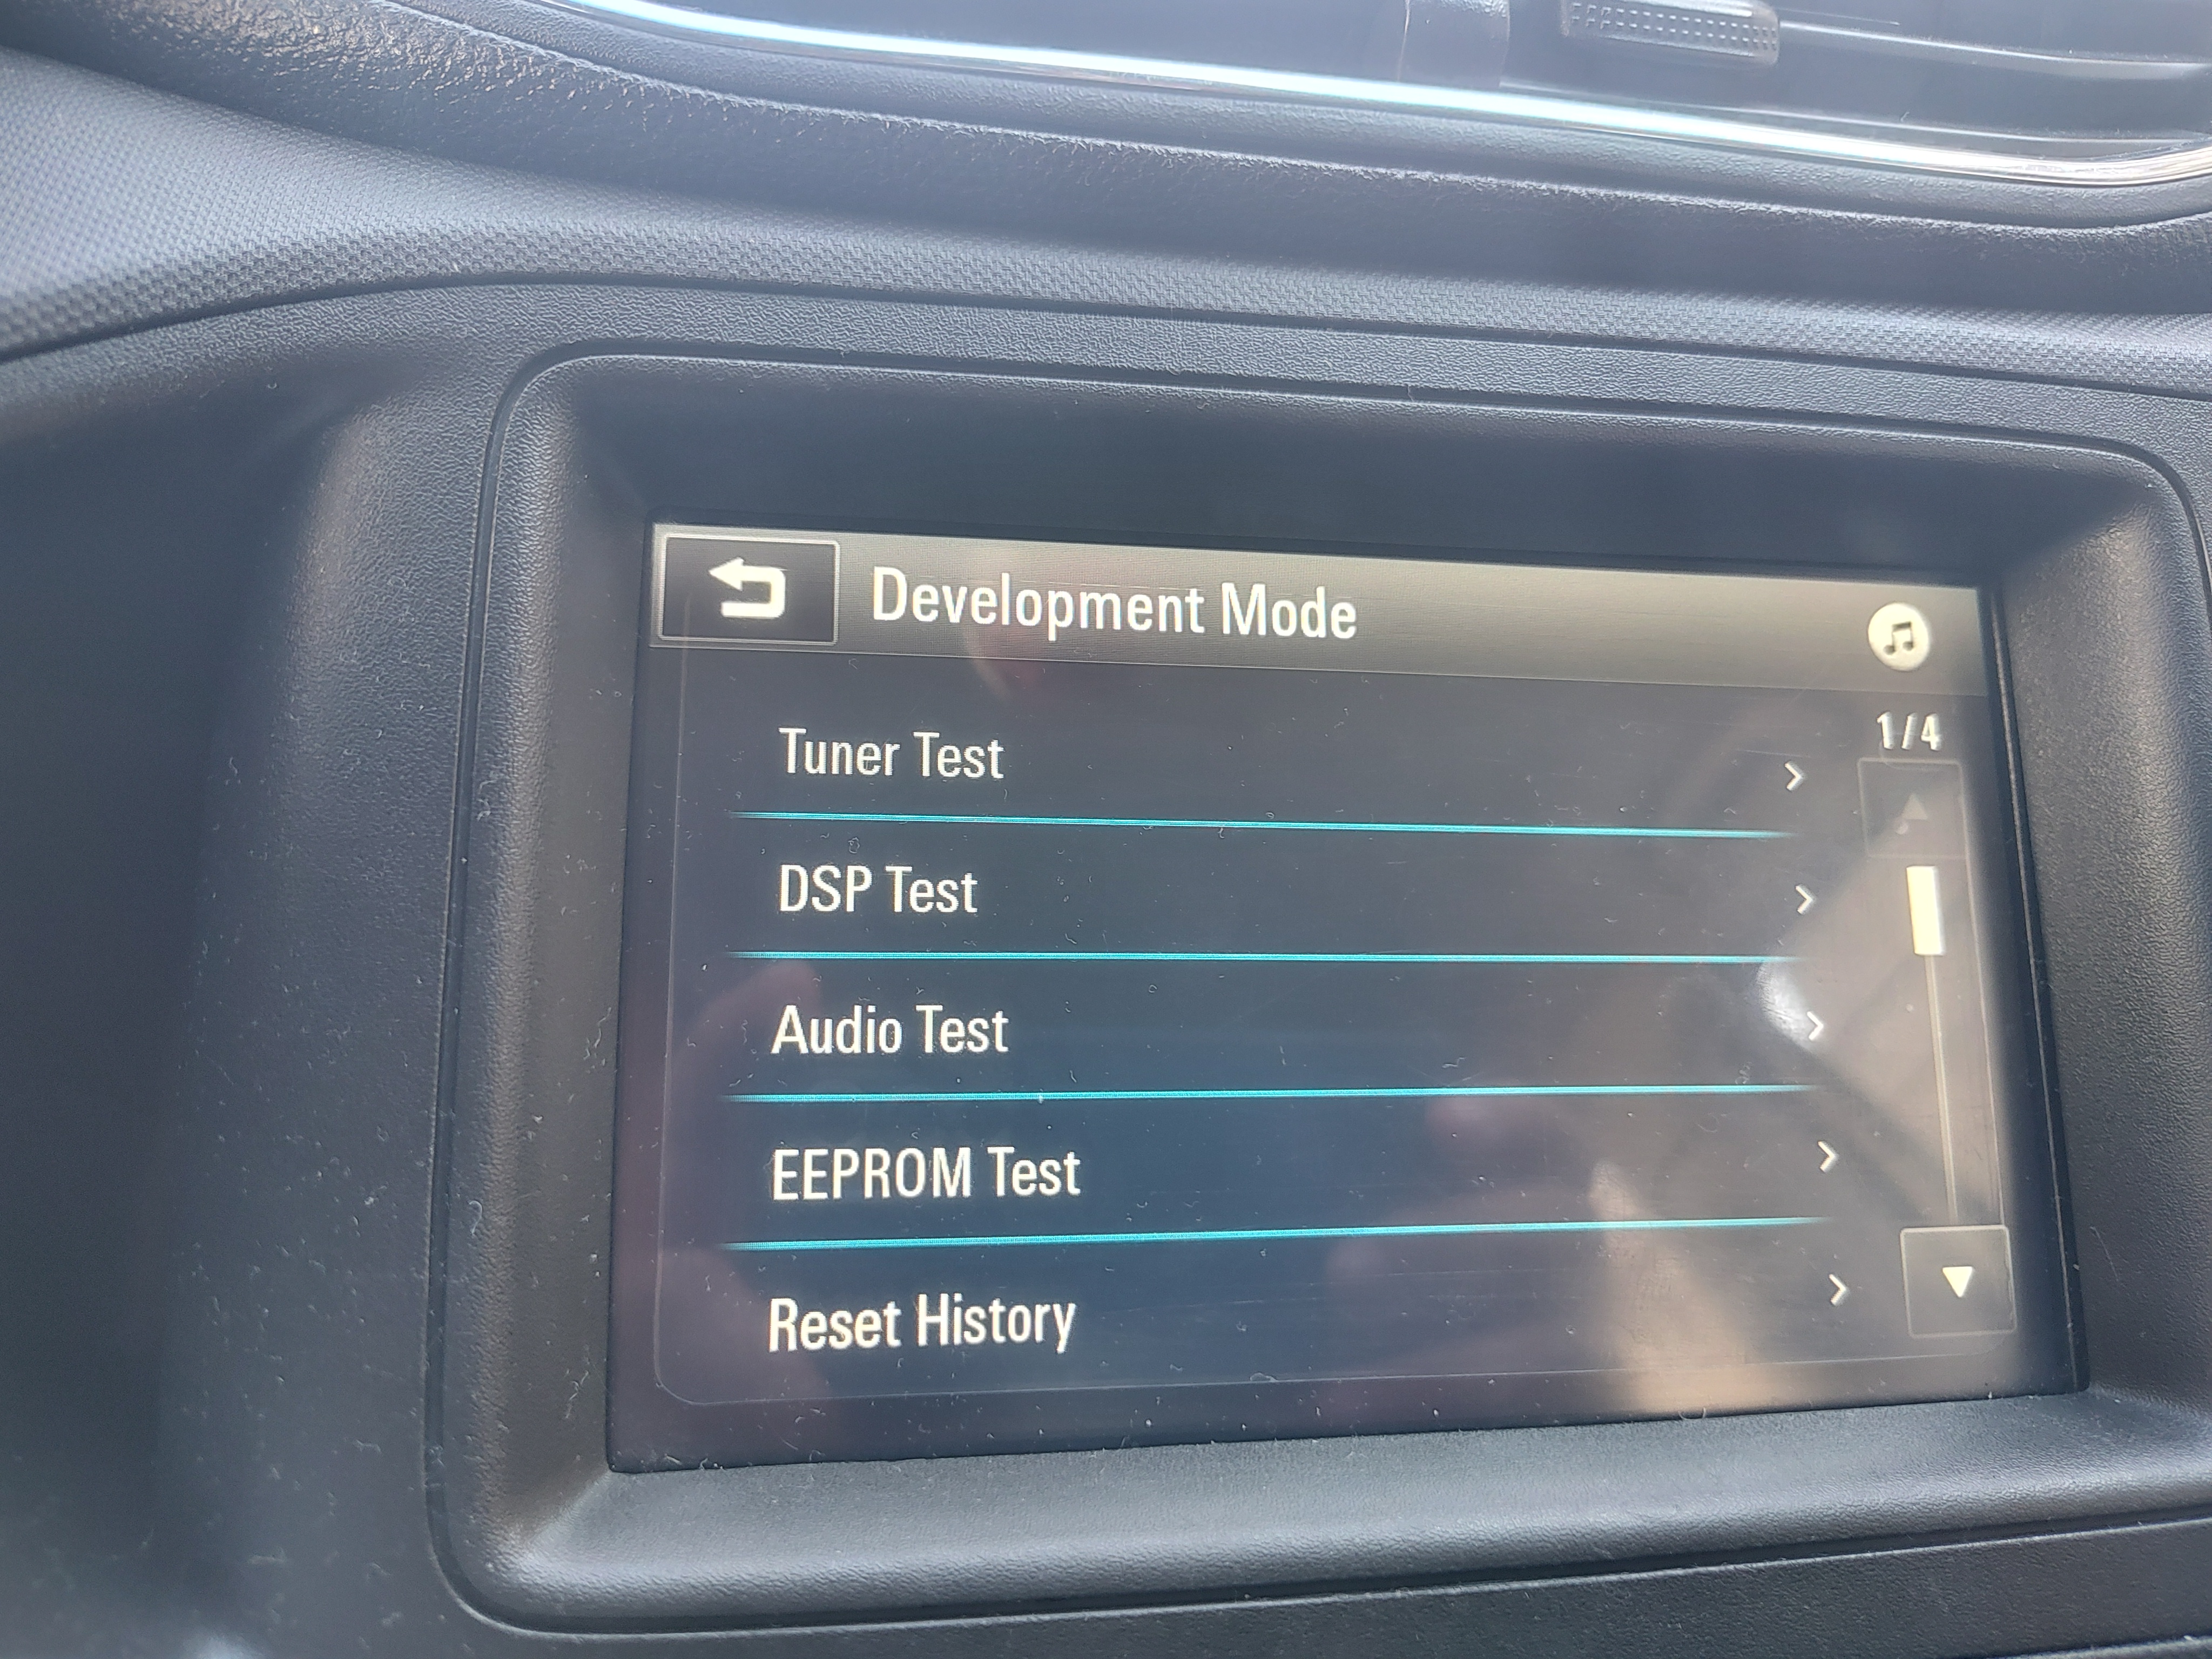 Development Mode
1/4
Tuner Test
DSP Test
Audio Test
EEPROM Test
Reset History